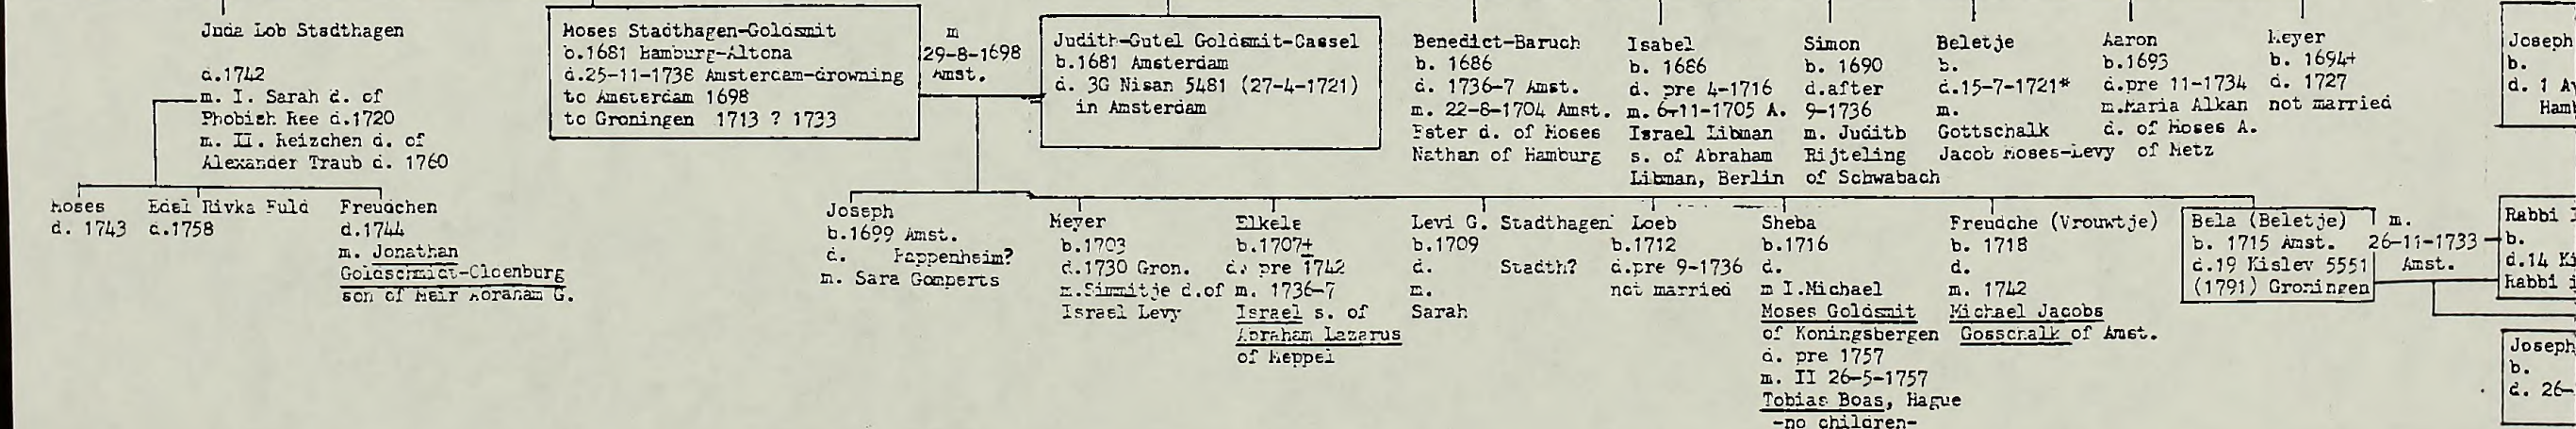 Juda Lob Stadthagen
d.1742
m. I. Sarah d. of
Phobish Ree d.1720
m. II. Reizchen d. of
Alexander Traub d. 1760
Moses Stadthagen-Goldsmit
b.1681 Hamburg-Altona
d.25-11-1738 Amsterdam-drowning
to Amsterdam 1698
to Groningen 1713 ? 1733
m
29-8-1698
Amst.
Judith-Gutel Goldsmit-Cassel
b.1681 Amsterdam
d. 30 Nisan 5481 (27-4-1721)
in Amsterdam
Benedict-Baruch
b. 1686
d. 1736-7 Amst.
m. 22-8-1704 Amst.
Ester d. of Moses
Nathan of Hamburg
Isabel
b. 1686
d. pre 4-1716
m. 6-11-1705 A.
Israel Libman
s. of Abraham
Libman, Berlin
Simon
b. 1690
d.after
9-1736
m. Judith
Rijteling
of Schwabach
Beletje
b.
d.15-7-1721*
m.
Gottschalk
Jacob Moses-Levy
Aaron
b.1693
d.pre 11-1734
m.Maria Alkan
d. of Moses A.
of Metz
Meyer
b. 1694+
d. 1727
not married
Joseph
b.
d. 1
Moses
d. 1743
Edel Rivka Fuld
d.1758
Freudchen
d.1744
m. Jonathan
Goldschmidt-Cloenburg
son of Meir Abraham G.
Joseph
b.1699 Amst.
d. Pappenheim?
m. Sara Gomperts
Meyer
b.1703
d.1730 Gron.
m.Simmitje d.of
Israel Levy
Elkele
b.1707±
d. pre 1742
m. 1736-7
Israel s. of
Abraham Lazarus
of Meppel
Levi G. Stadthagen
b.1709
d. Stadth?
m.
Sarah
Loeb
b.1712
d.pre 9-1736
not married
Sheba
b.1716
d.
m I.Michael
Moses Goldsmit
of Koningsbergen
d. pre 1757
m. II 26-5-1757
Tobias Boas, Hague
-no children-
Freudche (Vrouwtje)
b. 1718
d.
m. 1742
Michael Jacobs
Gosschalk of Amst.
Bela (Beletje)
b. 1715 Amst.
d.19 Kislev 5551
(1791) Groningen
m.
26-11-1733
Amst.
Rabbi
b.
d.14
Rabbi
Joseph
b.
d. 26-